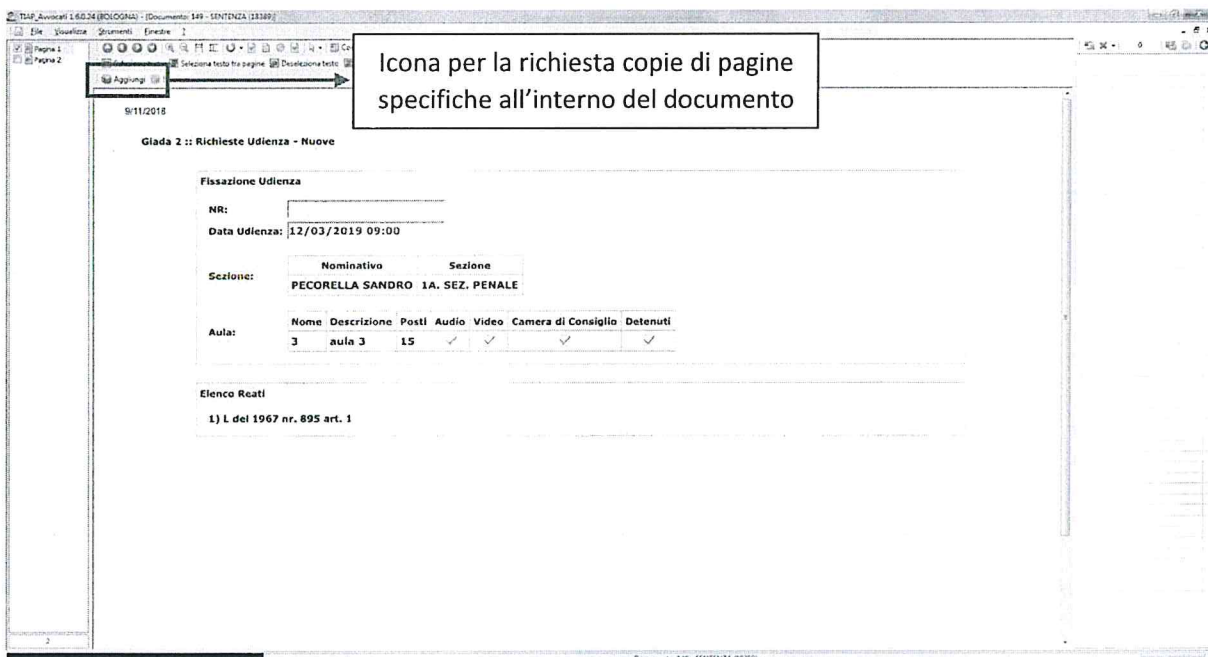 TIAP_Avvocati 1.6.0.24 (BOLOGNA) - [Documento: 149 - SENTENZA (18389)]
File Visualizza Strumenti Finestre ?
Pagina 1
Pagina 2
Seleziona testo tra pagine Deseleziona testo
Aggiungi
Icona per la richiesta copie di pagine
specifiche all'interno del documento
9/11/2018
Giada 2 :: Richieste Udienza - Nuove
Fissazione Udienza
NR:
Data Udienza: 12/03/2019 09:00
Sezione:
Nominativo Sezione
PECORELLA SANDRO 1A. SEZ. PENALE
Aula:
Nome Descrizione Posti Audio Video Camera di Consiglio Detenuti
3 aula 3 15
Elenco Reati
1) L del 1967 nr. 895 art. 1
2